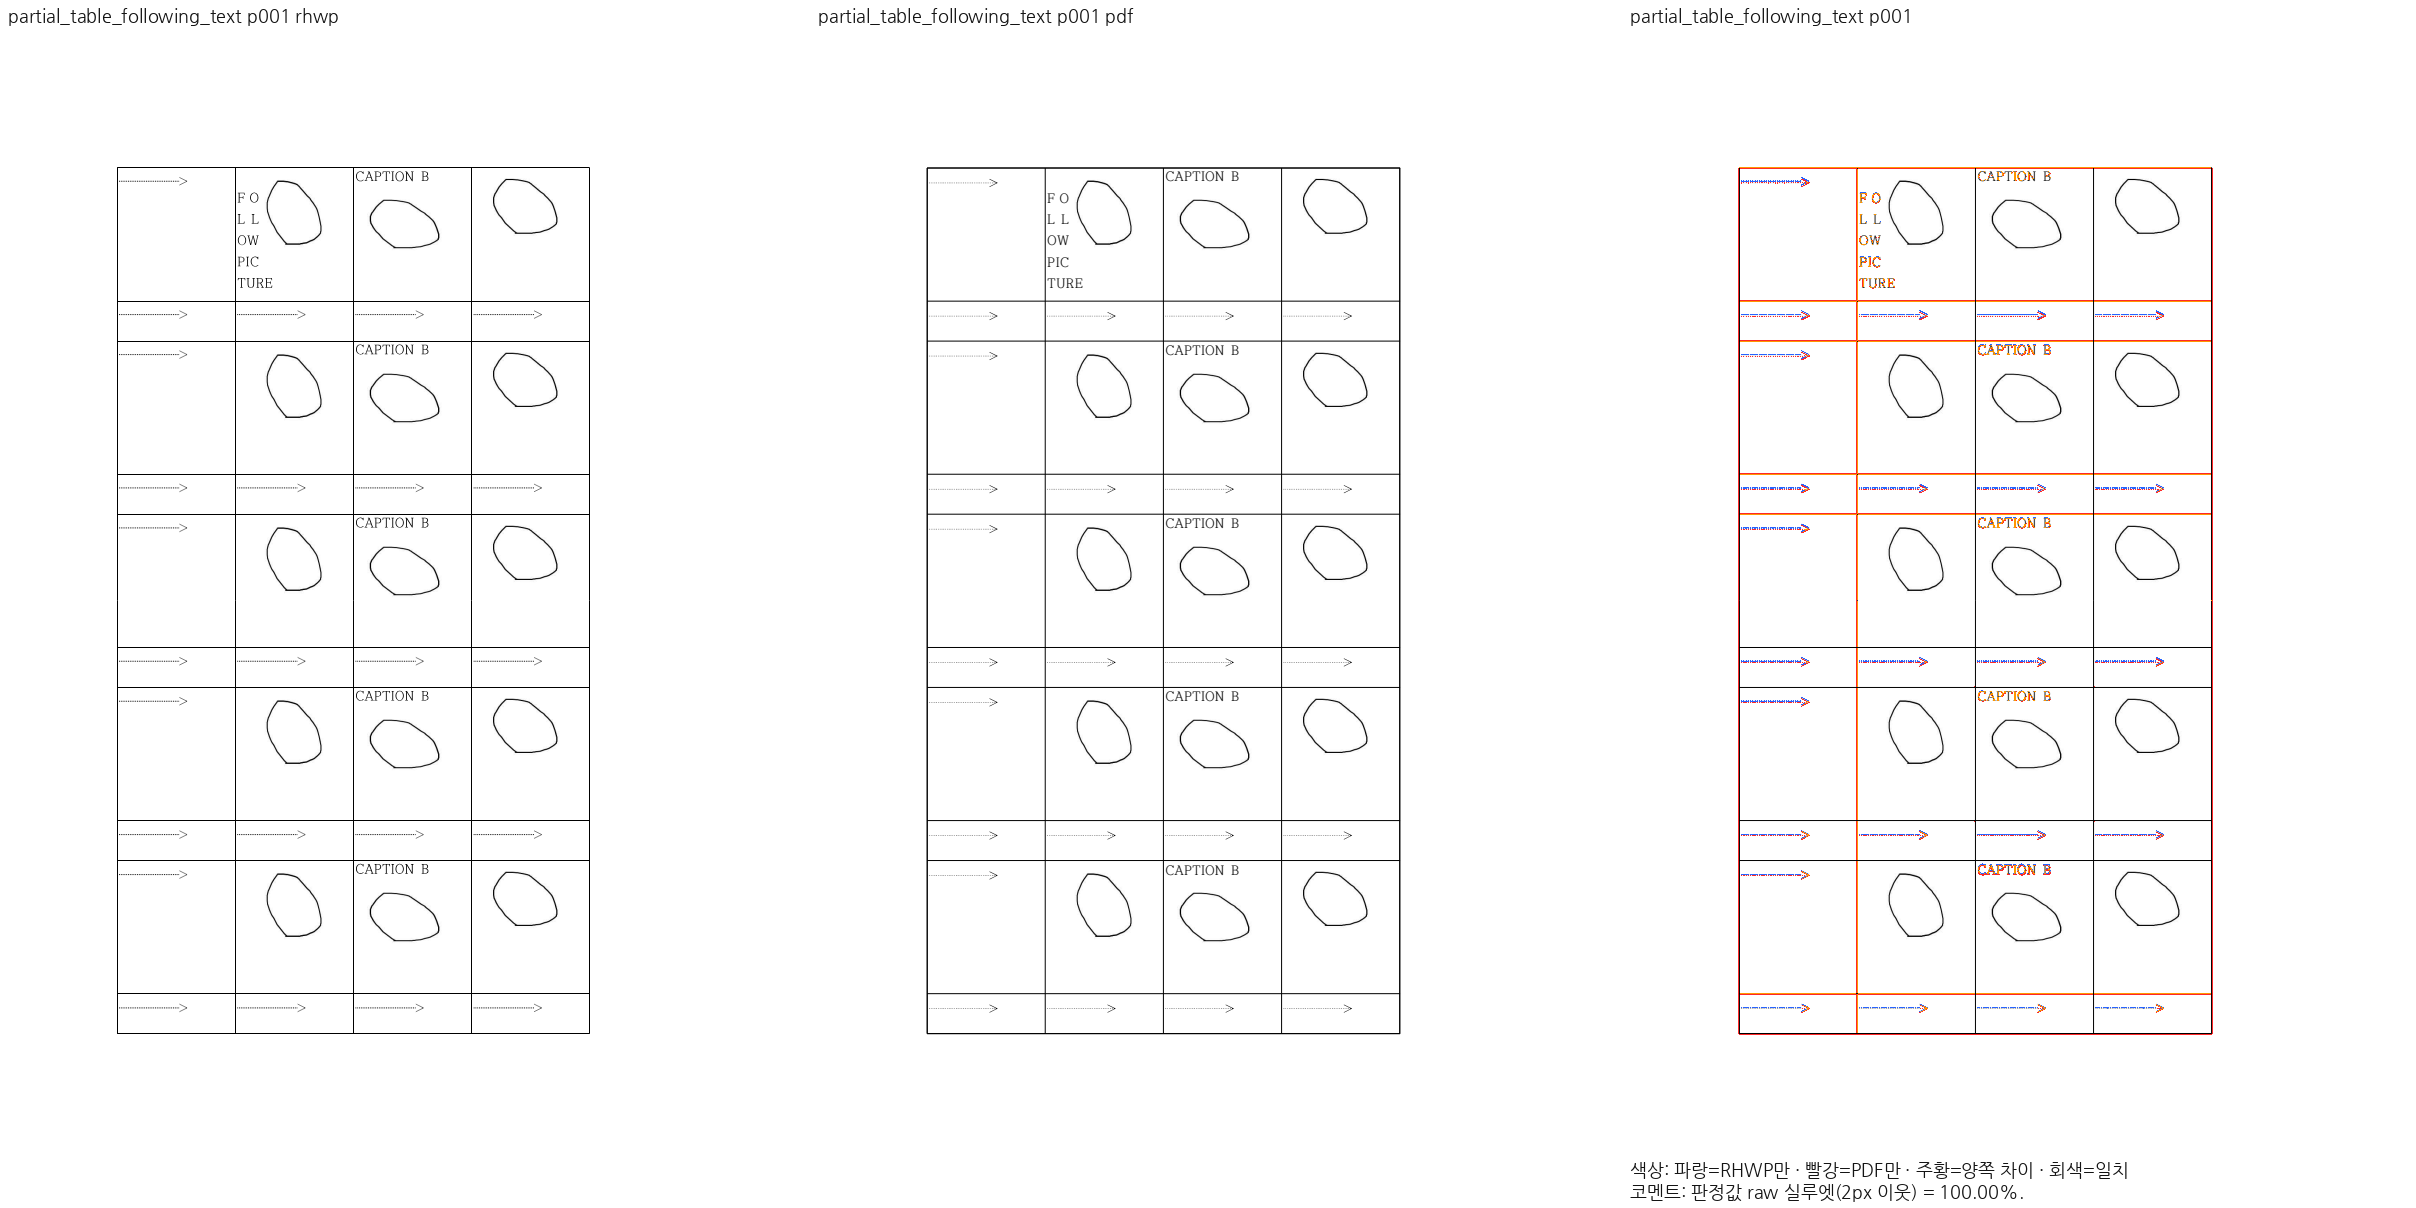 partial_table_following_text p001 rhwp
CAPTION B
F O
L L
OW
PIC
TURE
CAPTION B
CAPTION B
CAPTION B
CAPTION B
partial_table_following_text p001 pdf
CAPTION B
F O
L L
OW
PIC
TURE
CAPTION B
CAPTION B
CAPTION B
CAPTION B
partial_table_following_text p001
CAPTION B
F O
L L
OW
PIC
TURE
CAPTION B
CAPTION B
CAPTION B
CAPTION B
색상: 파랑=RHWP만 · 빨강=PDF만 · 주황=양쪽 차이 · 회색=일치
코멘트: 판정값 raw 실루엣(2px 이웃) = 100.00%.